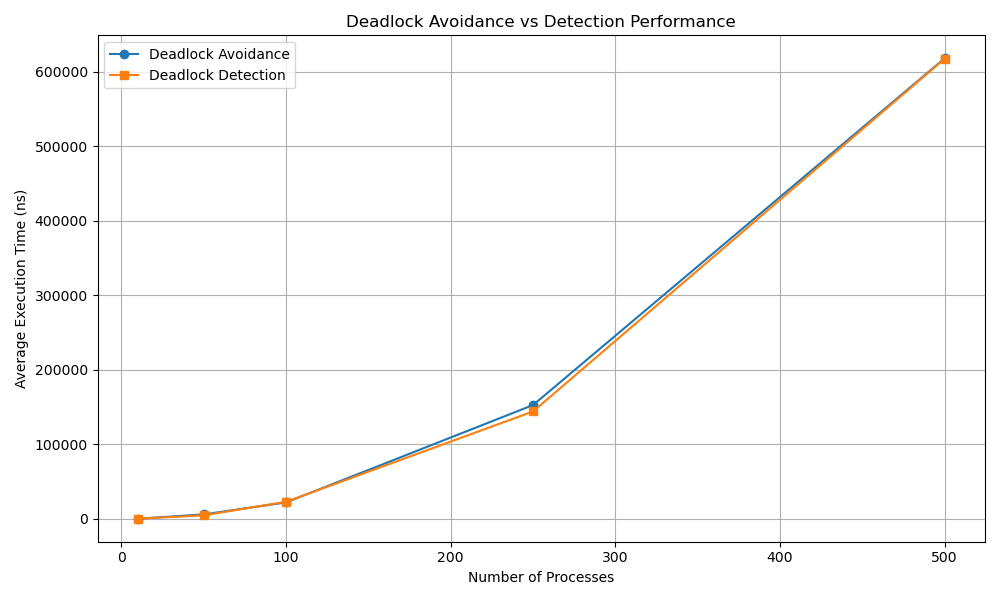 Deadlock Avoidance vs Detection Performance
Deadlock Avoidance
Deadlock Detection
600000
500000
400000
300000
200000
100000
0
Average Execution Time (ns)
0 100 200 300 400 500
Number of Processes